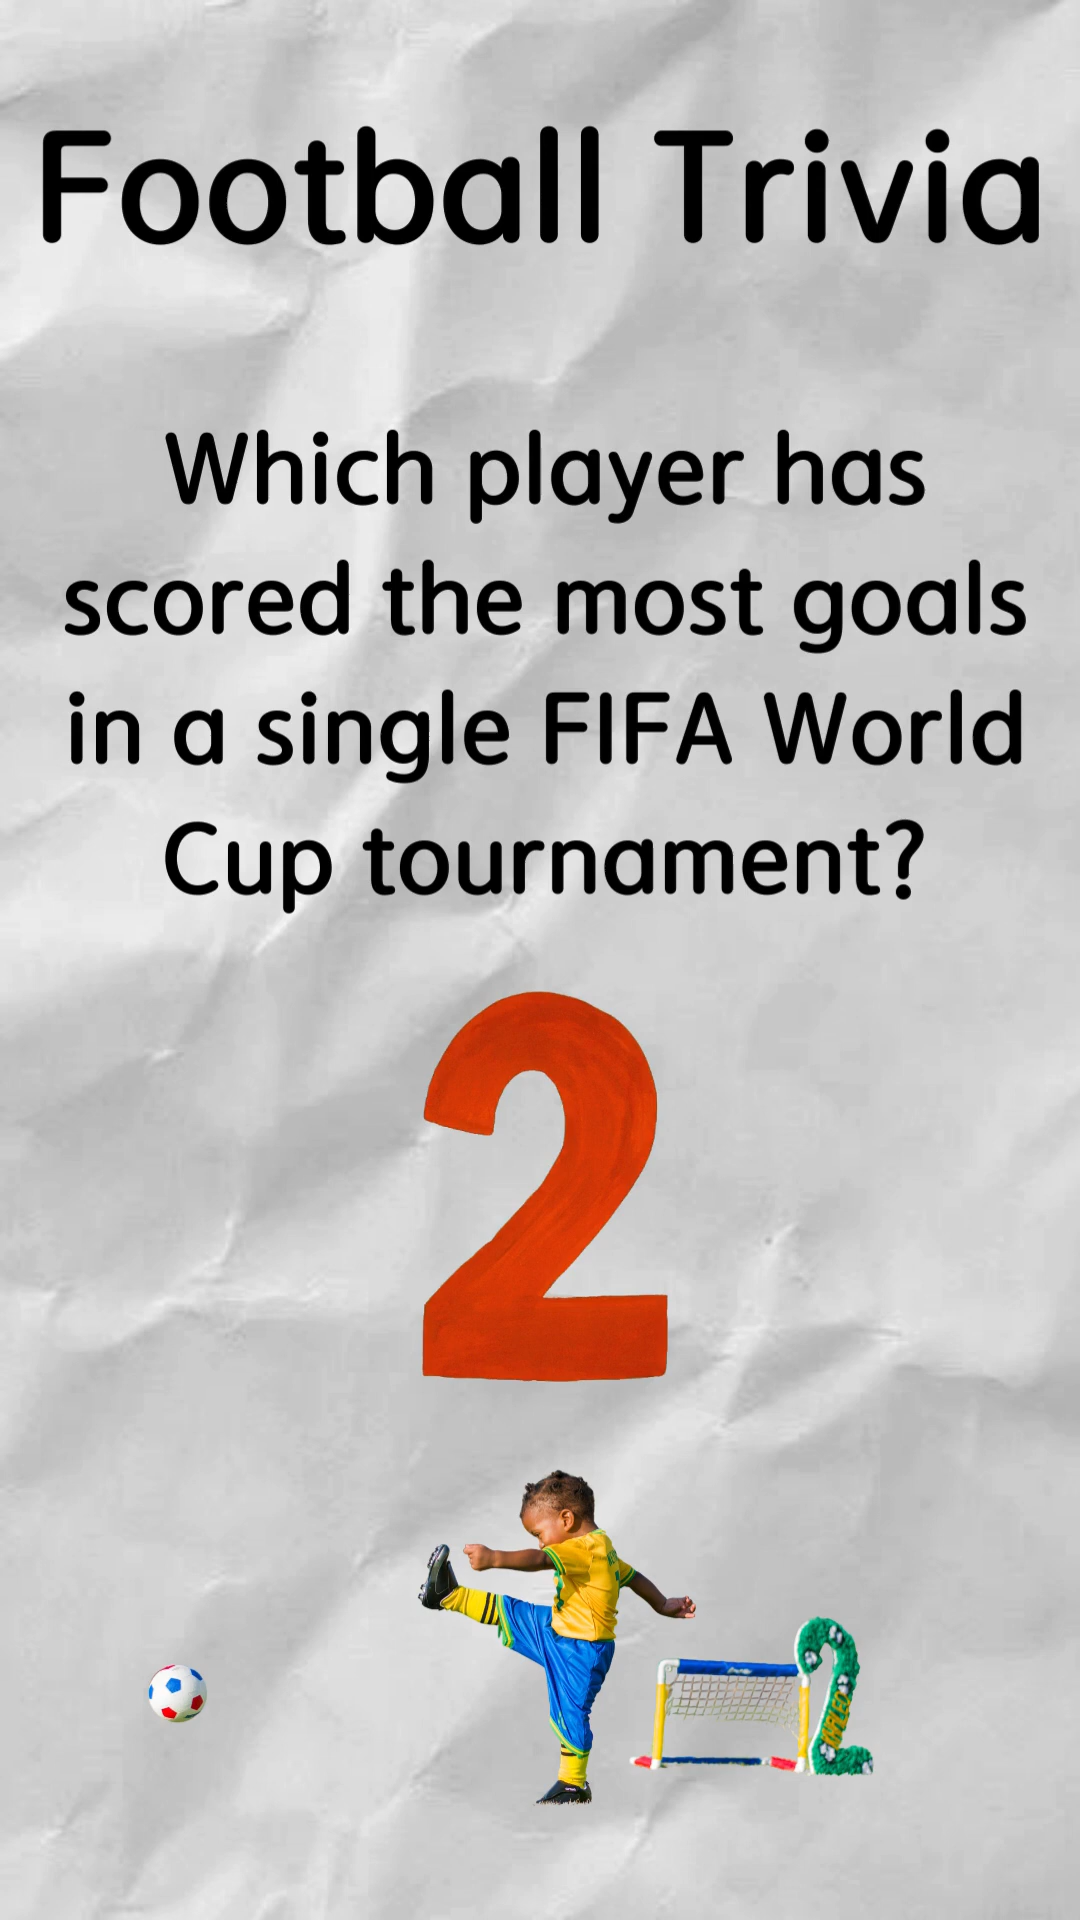 Football Trivia
Which player has
scored the most goals
in a single FIFA World
Cup tournament?
2